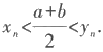 xₙ < (a+b)/2 < yₙ.